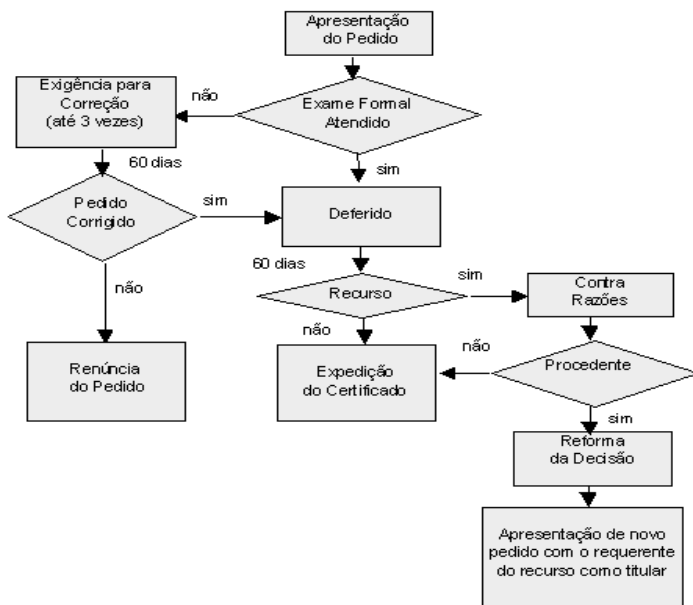 Apresentação
do Pedido
Exigência para
Correção
(até 3 vezes)
não
Exame Formal
Atendido
60 dias
sim
Pedido
Corrigido
sim
Deferido
60 dias
sim
Recurso
Contra
Razões
não
não
não
Renúncia
do Pedido
Expedição
do Certificado
Procedente
sim
Reforma
da Decisão
Apresentação de novo
pedido com o requerente
do recurso como titular